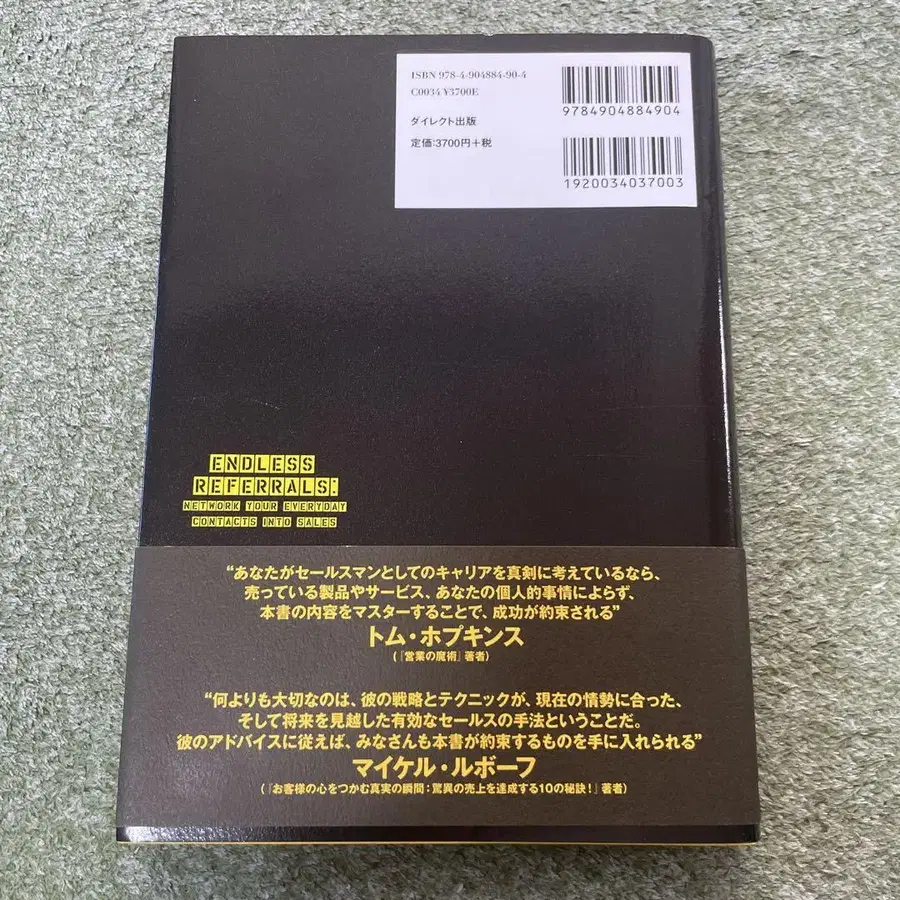 ISBN 978-4-904884-90-4
C0034 ¥3700E
ダイレクト出版
定価:3700円+税
9784904884904
1920034037003
ENDLESS
REFERRALS:
NETWORK YOUR EVERYDAY
CONTACTS INTO SALES
“あなたがセールスマンとしてのキャリアを真剣に考えているなら、
売っている製品やサービス、あなたの個人的事情によらず、
本書の内容をマスターすることで、成功が約束される”
トム・ホプキンス
(『営業の魔術』著者)
“何よりも大切なのは、彼の戦略とテクニックが、現在の情勢に合った、
そして将来を見越した有効なセールスの手法ということだ。
彼のアドバイスに従えば、みなさんも本書が約束するものを手に入れられる”
マイケル・ルボーフ
(『お客様の心をつかむ真実の瞬間:驚異の売上を達成する10の秘訣!』著者)